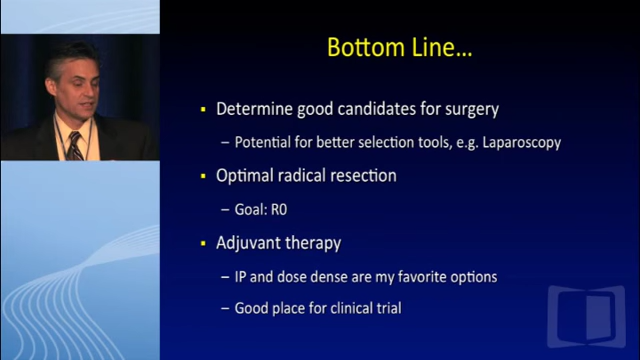 Bottom Line...
▪ Determine good candidates for surgery
– Potential for better selection tools, e.g. Laparoscopy
▪ Optimal radical resection
– Goal: R0
▪ Adjuvant therapy
– IP and dose dense are my favorite options
– Good place for clinical trial